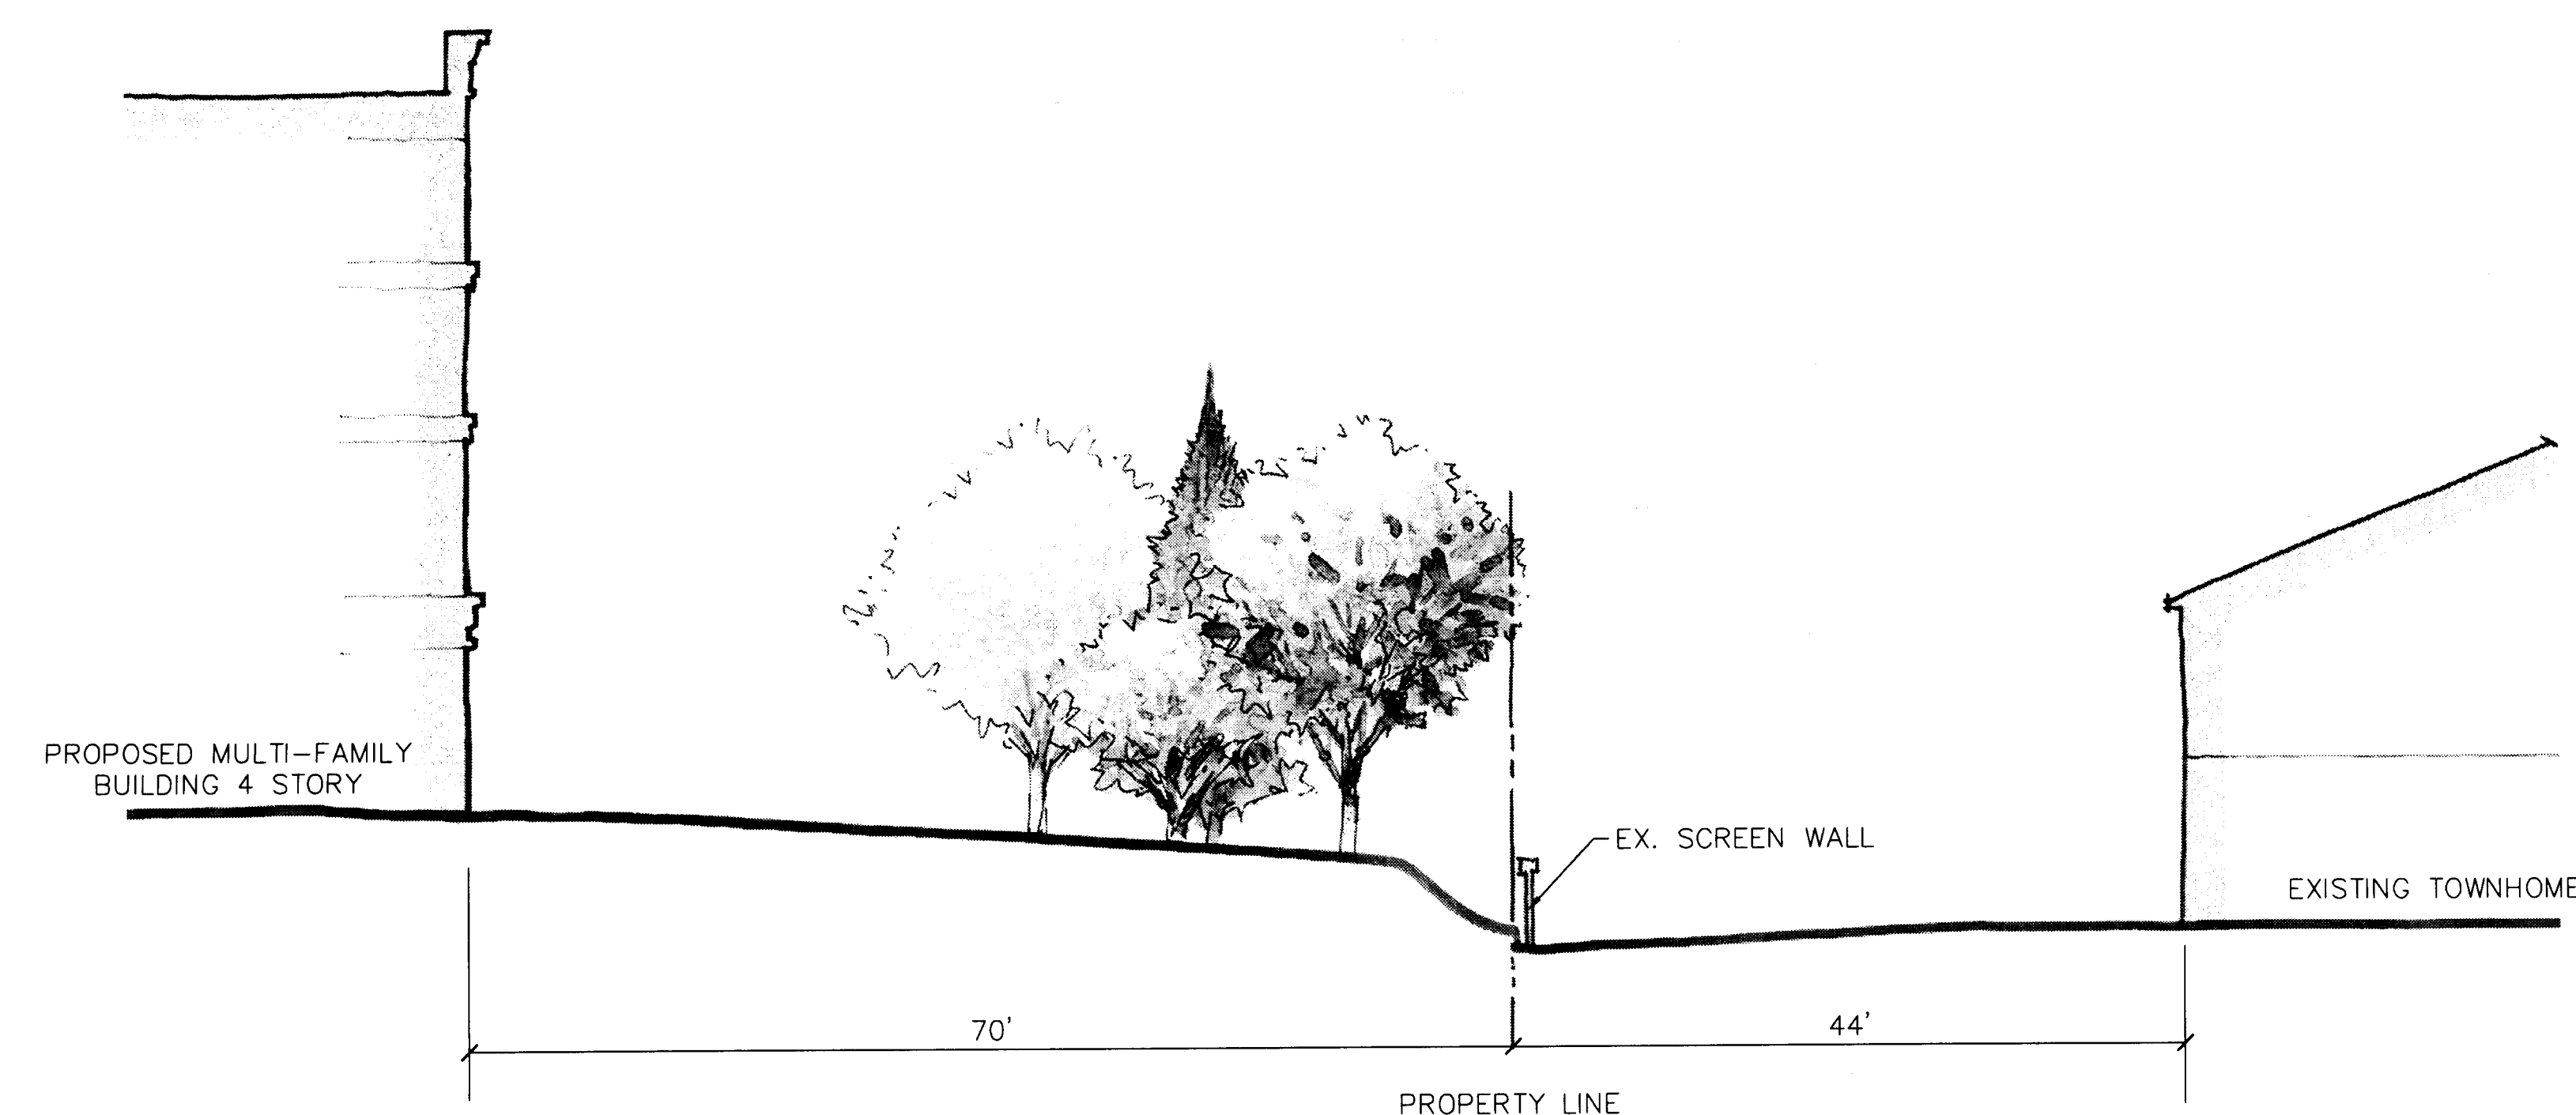 PROPOSED MULTI-FAMILY
BUILDING 4 STORY
EX. SCREEN WALL
EXISTING TOWNHOME
70'
44'
PROPERTY LINE